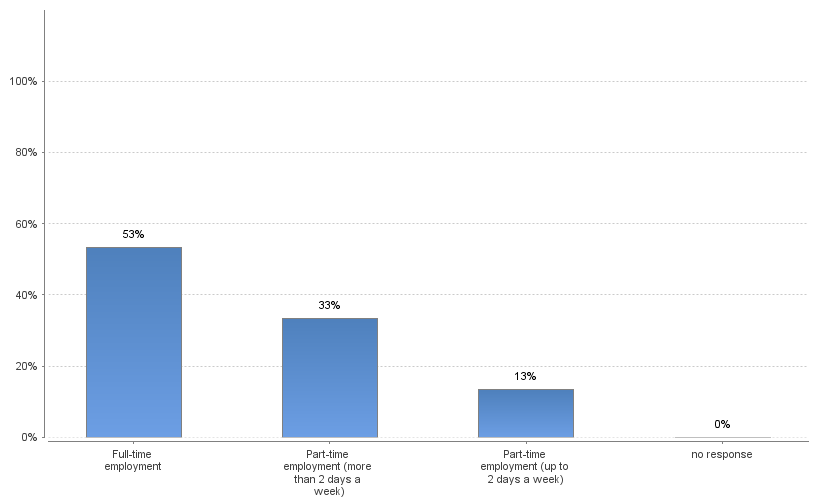 100%
80%
60%
40%
20%
0%
53%
33%
13%
0%
Full-time
employment
Part-time
employment (more
than 2 days a
week)
Part-time
employment (up to
2 days a week)
no response